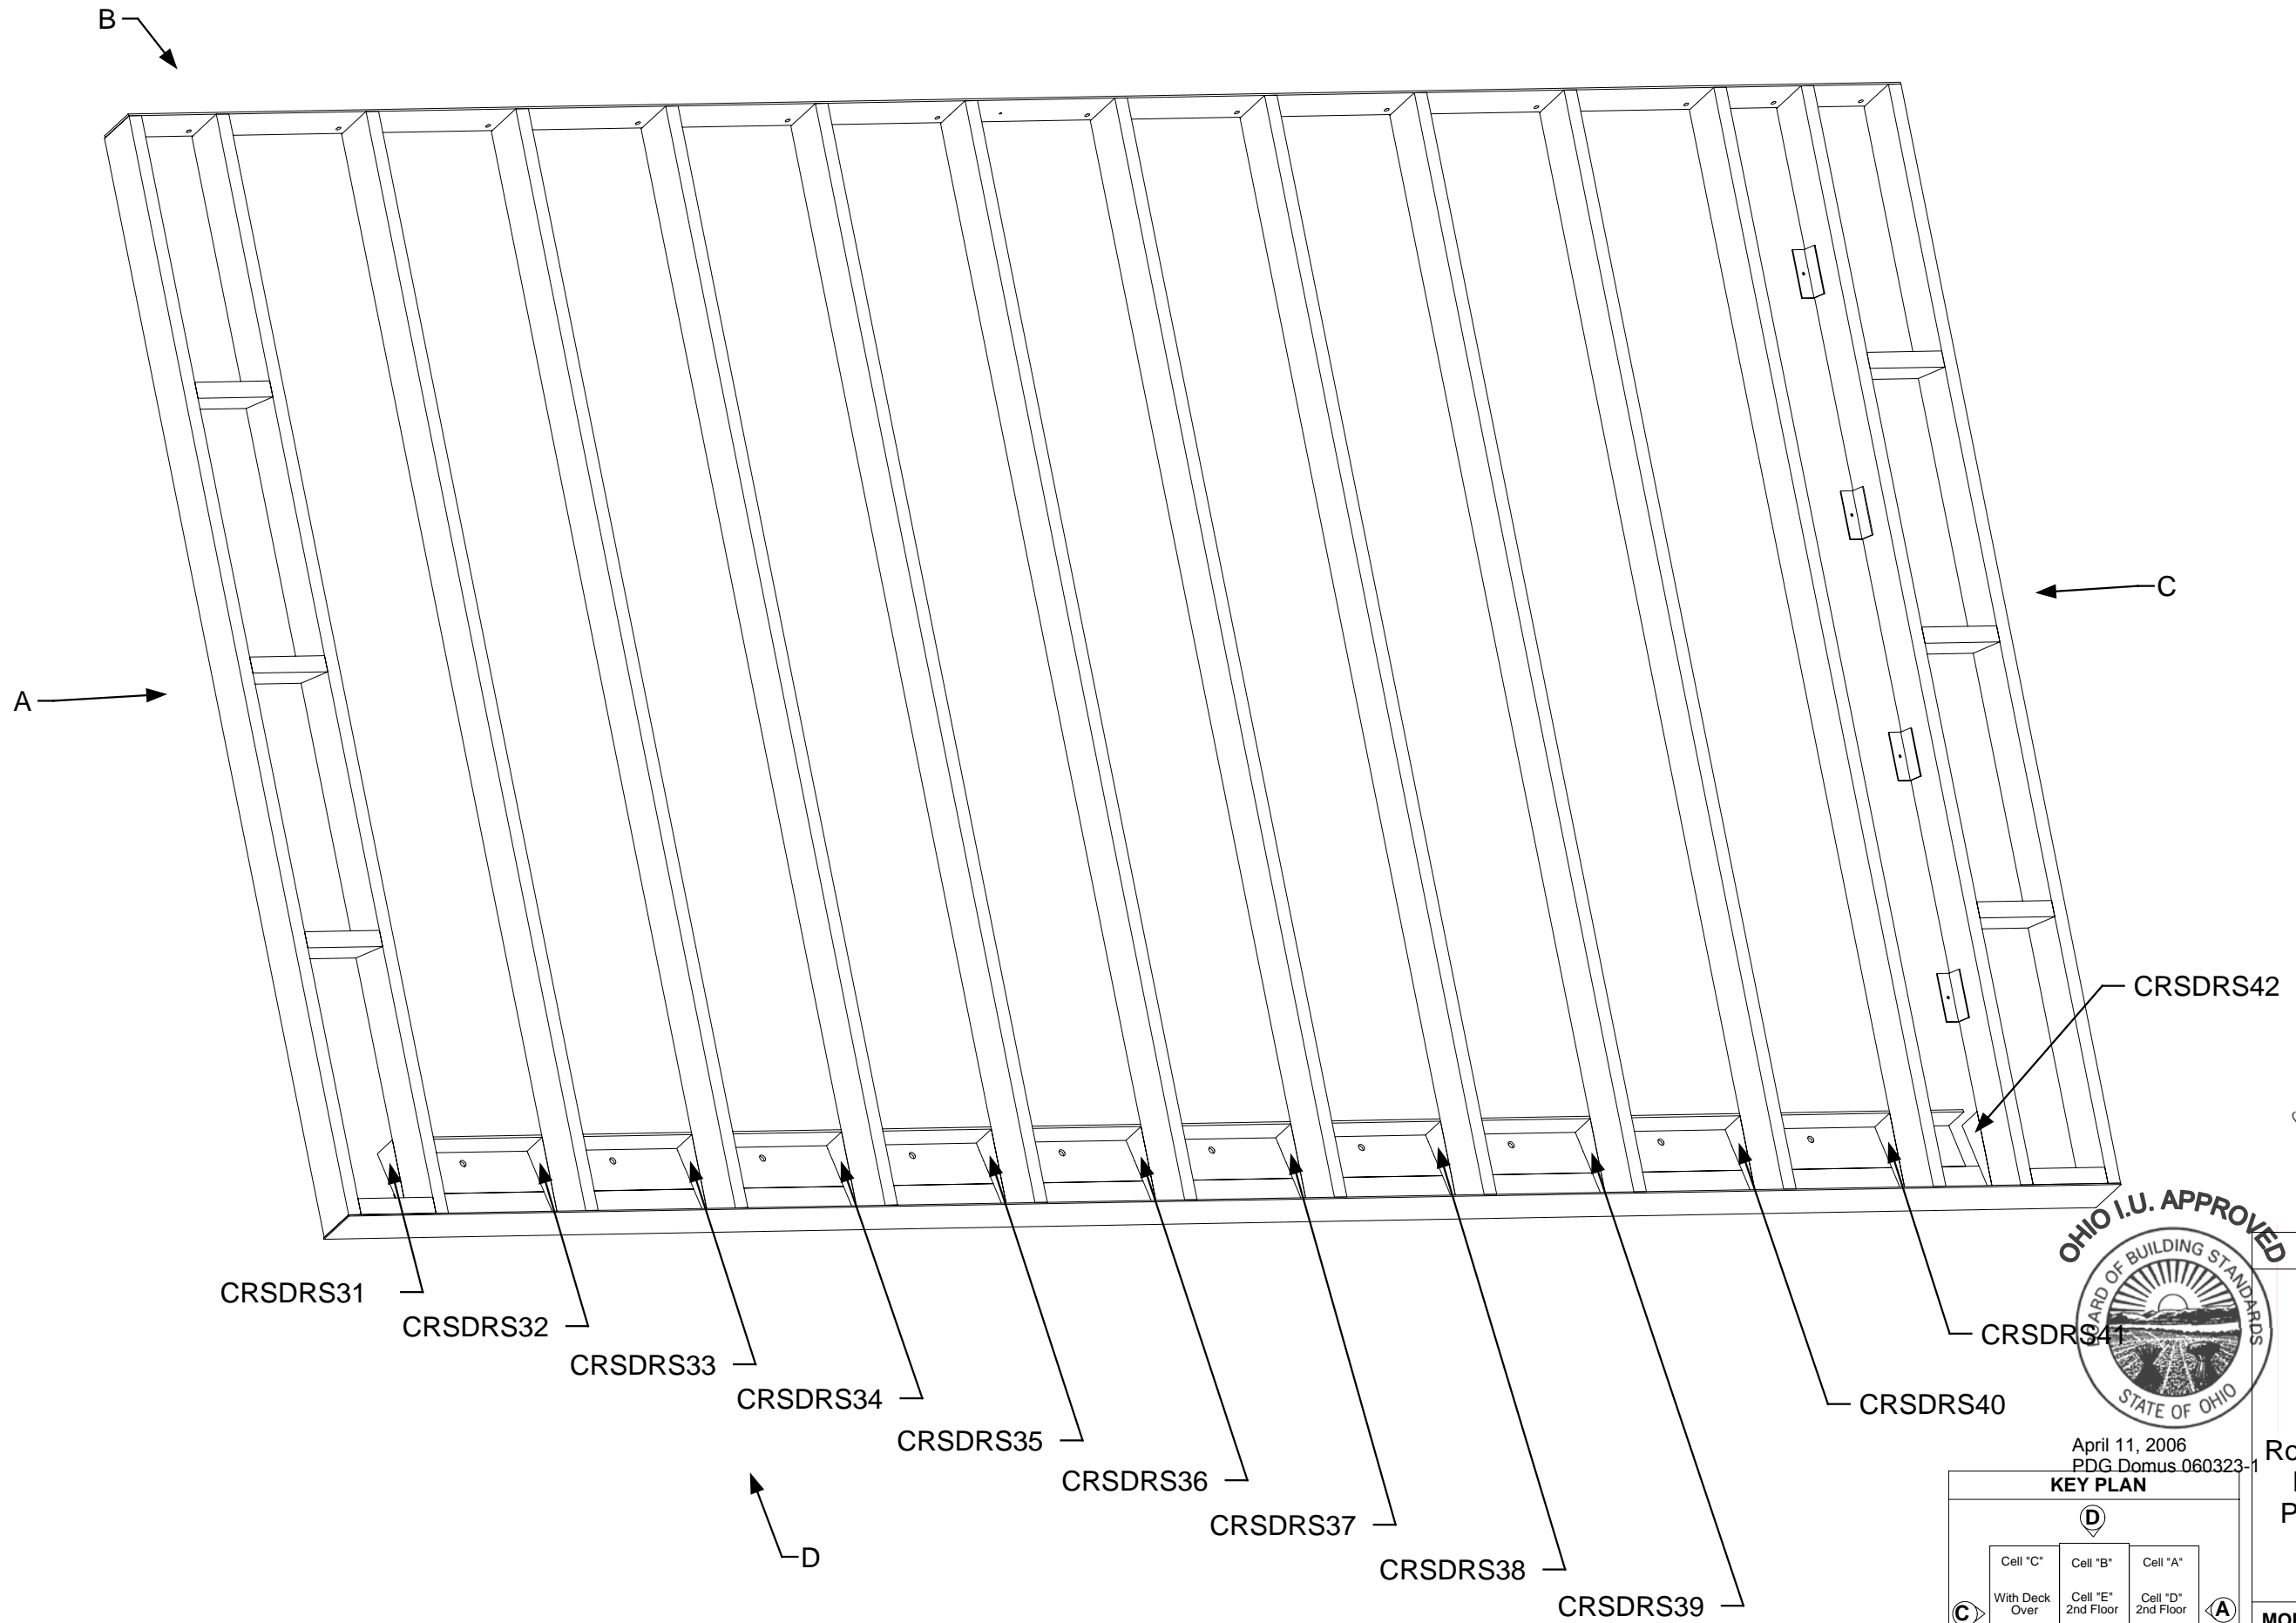 B
C
A
CRSDRS42
OHIO I.U. APPROVED
BOARD OF BUILDING STANDARDS
STATE OF OHIO
CRSDRS31
CRSDRS32
CRSDRS33
CRSDRS34
CRSDRS35
CRSDRS36
CRSDRS37
CRSDRS38
CRSDRS39
CRSDRS40
CRSDRS41
D
April 11, 2006
PDG Domus 060323-1
KEY PLAN
D
Cell "C" Cell "B" Cell "A"
With Deck Over
Cell "E" 2nd Floor
Cell "D" 2nd Floor
C
A